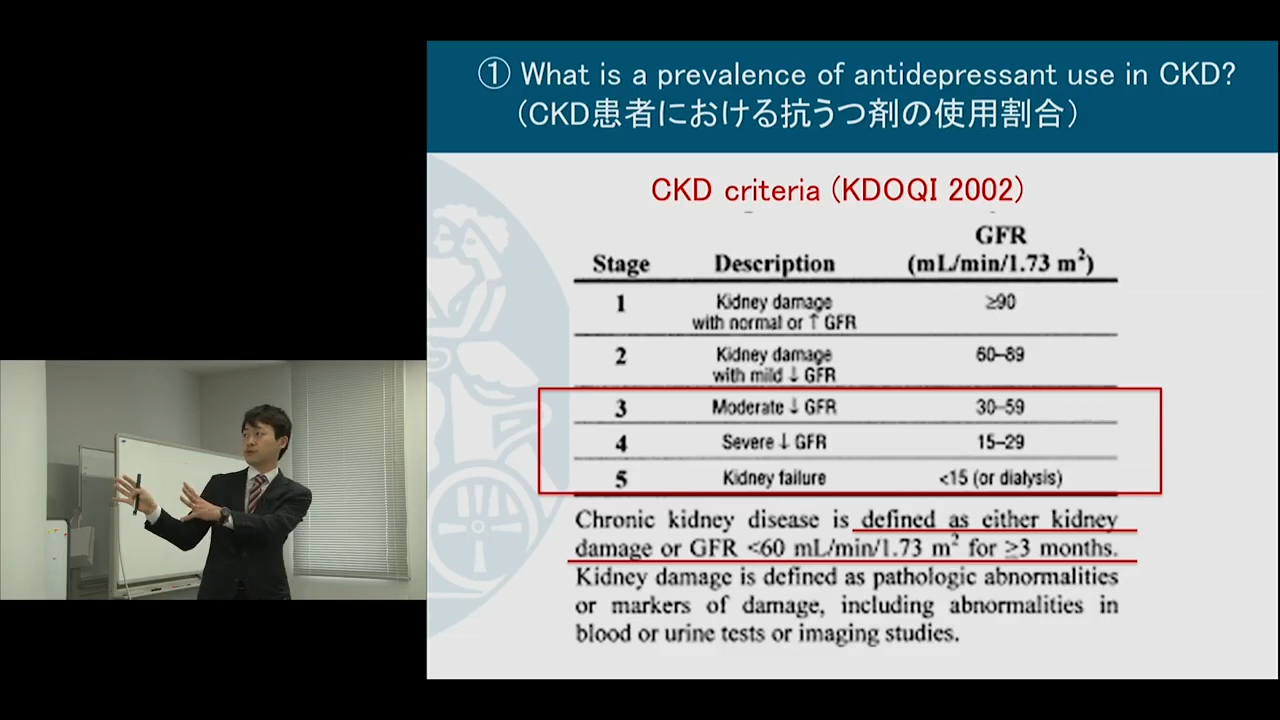 ① What is a prevalence of antidepressant use in CKD?
（CKD患者における抗うつ剤の使用割合）
CKD criteria (KDOQI 2002)
GFR
Stage Description (mL/min/1.73 m²)
1 Kidney damage ≥90
with normal or ↑ GFR
2 Kidney damage 60–89
with mild ↓ GFR
3 Moderate ↓ GFR 30–59
4 Severe ↓ GFR 15–29
5 Kidney failure <15 (or dialysis)
Chronic kidney disease is defined as either kidney
damage or GFR <60 mL/min/1.73 m² for ≥3 months.
Kidney damage is defined as pathologic abnormalities
or markers of damage, including abnormalities in
blood or urine tests or imaging studies.